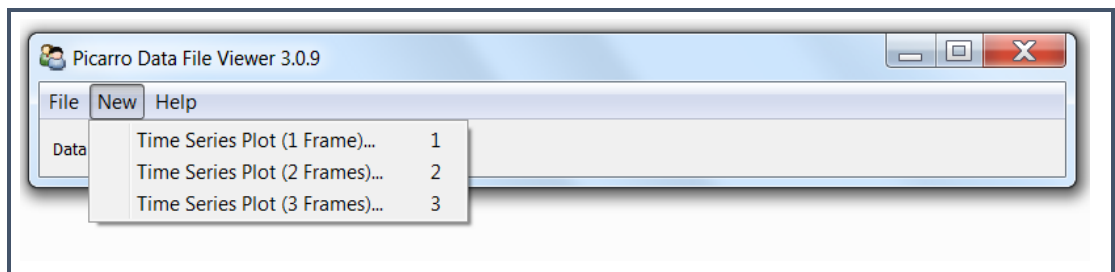 Picarro Data File Viewer 3.0.9
File New Help
Data
Time Series Plot (1 Frame)... 1
Time Series Plot (2 Frames)... 2
Time Series Plot (3 Frames)... 3